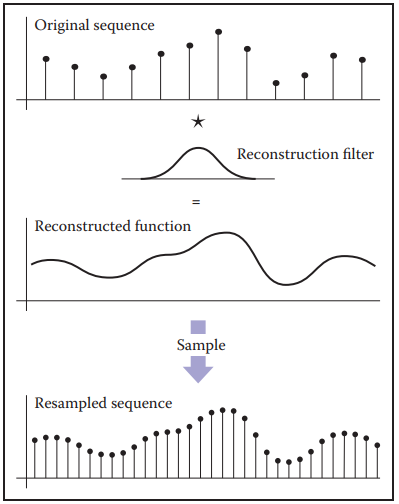 Original sequence
★
Reconstruction filter
=
Reconstructed function
Sample
Resampled sequence